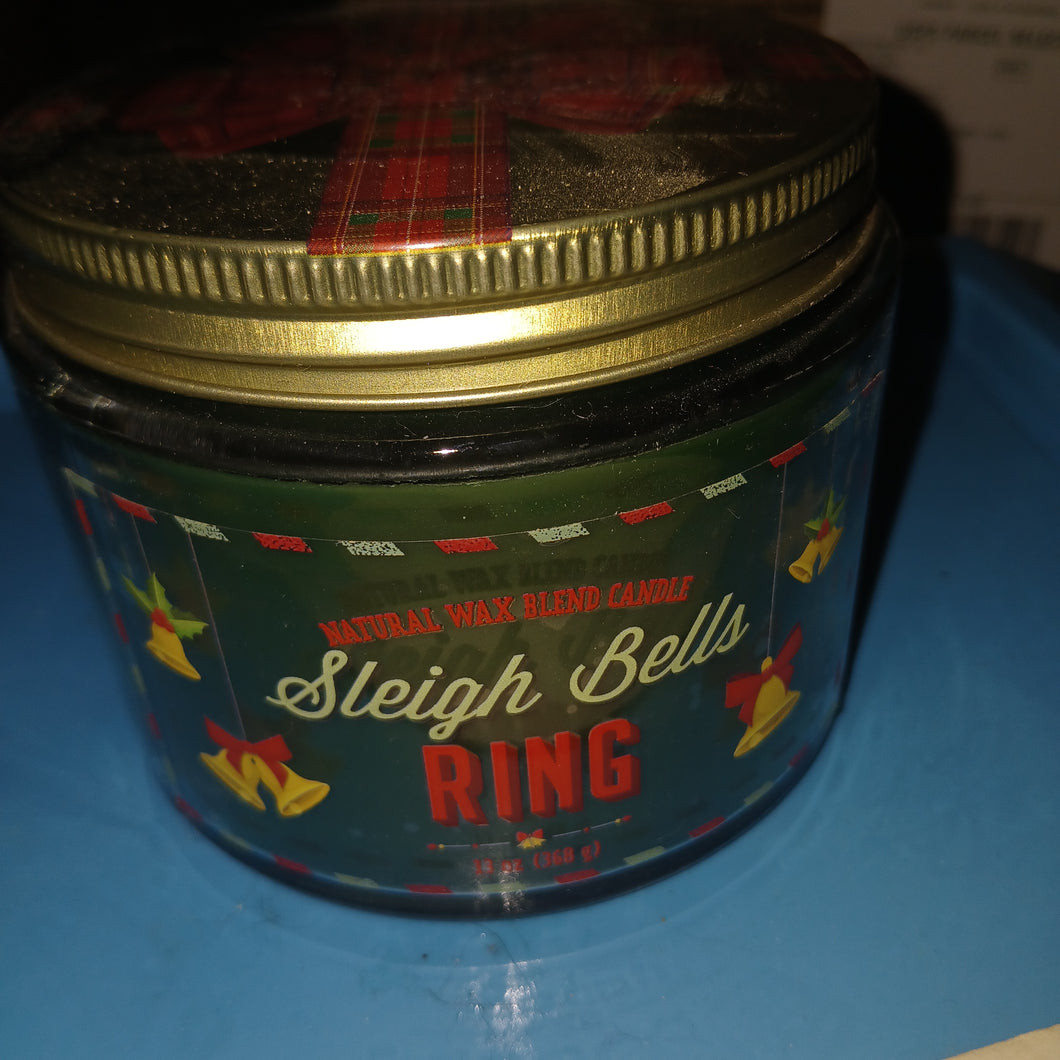 NATURAL WAX BLEND CANDLE
Sleigh Bells
RING
13 oz (368 g)